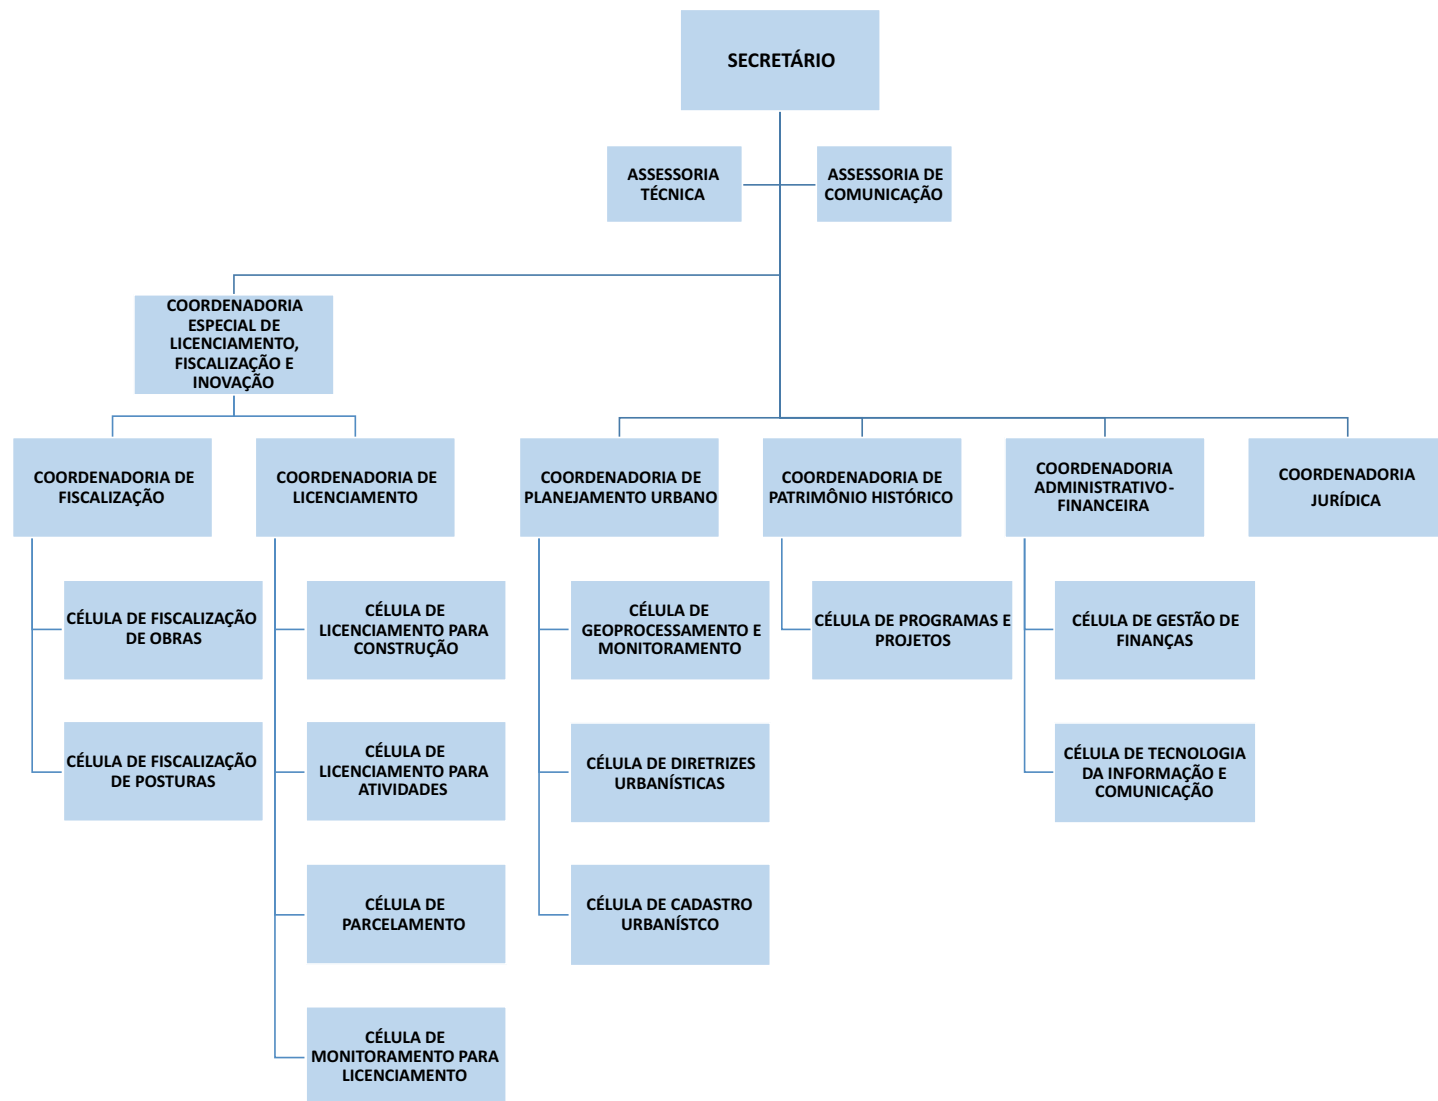 SECRETÁRIO
ASSESSORIA
TÉCNICA
ASSESSORIA DE
COMUNICAÇÃO
COORDENADORIA
ESPECIAL DE
LICENCIAMENTO,
FISCALIZAÇÃO E
INOVAÇÃO
COORDENADORIA DE
FISCALIZAÇÃO
COORDENADORIA DE
LICENCIAMENTO
COORDENADORIA DE
PLANEJAMENTO URBANO
COORDENADORIA DE
PATRIMÔNIO HISTÓRICO
COORDENADORIA
ADMINISTRATIVO-
FINANCEIRA
COORDENADORIA
JURÍDICA
CÉLULA DE FISCALIZAÇÃO
DE OBRAS
CÉLULA DE
LICENCIAMENTO PARA
CONSTRUÇÃO
CÉLULA DE
GEOPROCESSAMENTO E
MONITORAMENTO
CÉLULA DE PROGRAMAS E
PROJETOS
CÉLULA DE GESTÃO DE
FINANÇAS
CÉLULA DE FISCALIZAÇÃO
DE POSTURAS
CÉLULA DE
LICENCIAMENTO PARA
ATIVIDADES
CÉLULA DE DIRETRIZES
URBANÍSTICAS
CÉLULA DE TECNOLOGIA
DA INFORMAÇÃO E
COMUNICAÇÃO
CÉLULA DE
PARCELAMENTO
CÉLULA DE CADASTRO
URBANÍSTCO
CÉLULA DE
MONITORAMENTO PARA
LICENCIAMENTO